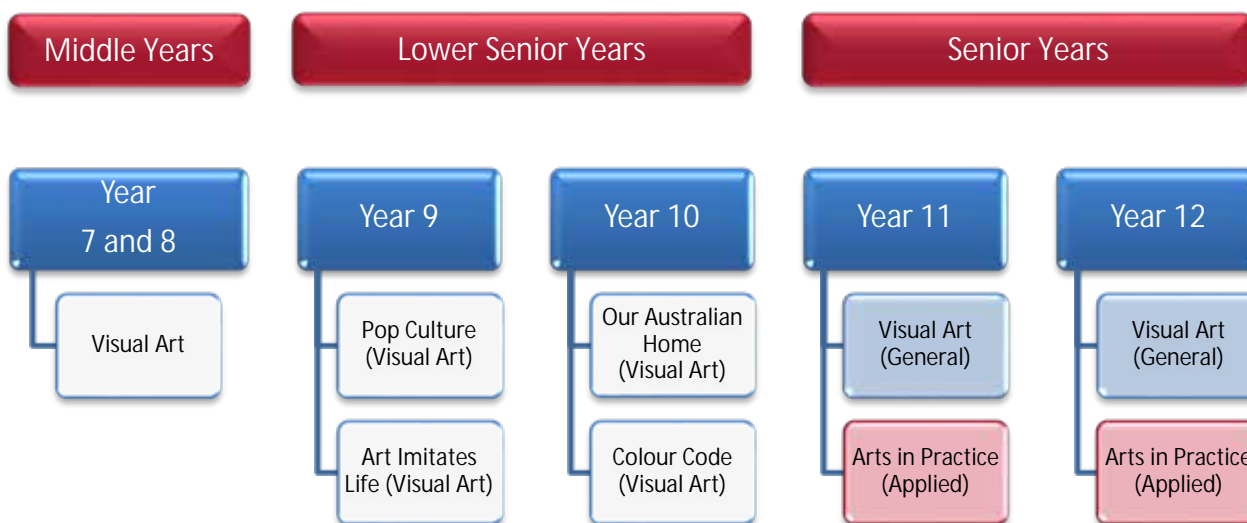 Middle Years
Lower Senior Years
Senior Years
Year
7 and 8
Year 9
Year 10
Year 11
Year 12
Visual Art
Pop Culture
(Visual Art)
Our Australian
Home
(Visual Art)
Visual Art
(General)
Visual Art
(General)
Art Imitates
Life (Visual Art)
Colour Code
(Visual Art)
Arts in Practice
(Applied)
Arts in Practice
(Applied)